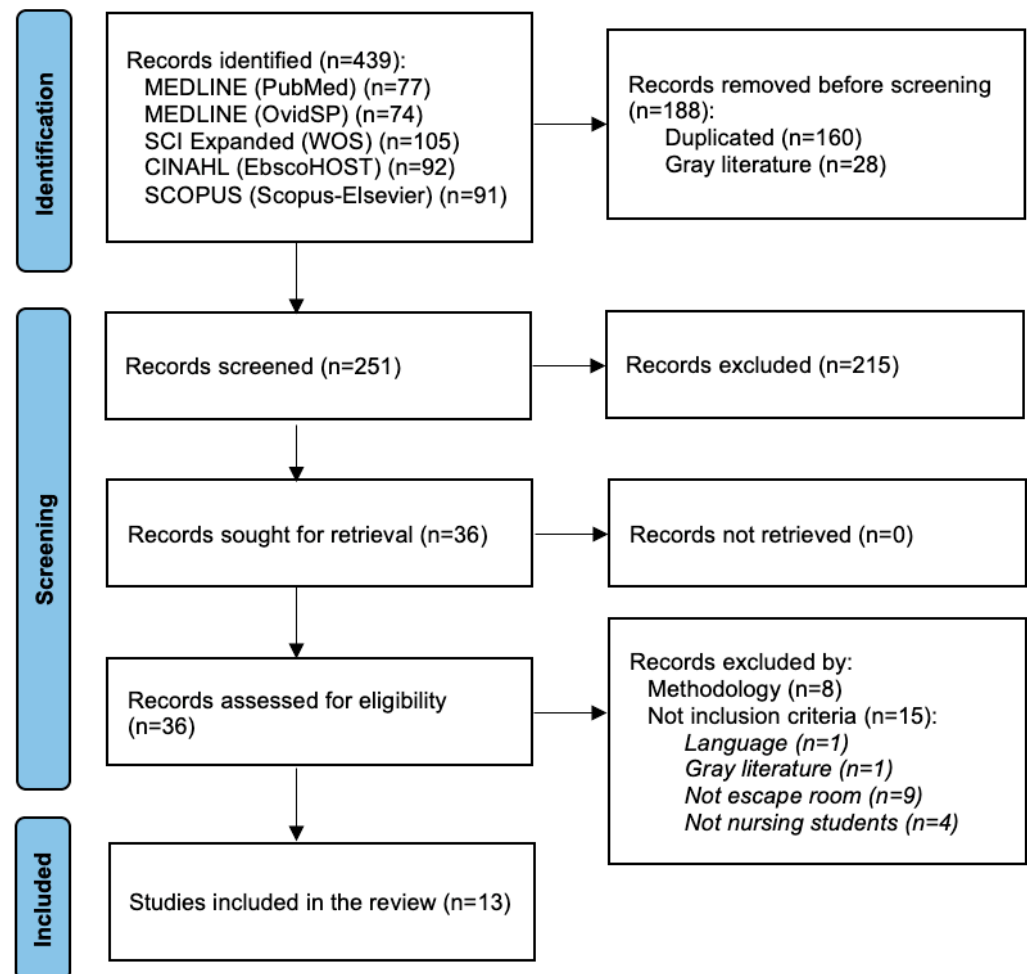 Identification
Records identified (n=439):
MEDLINE (PubMed) (n=77)
MEDLINE (OvidSP) (n=74)
SCI Expanded (WOS) (n=105)
CINAHL (EbscoHOST) (n=92)
SCOPUS (Scopus-Elsevier) (n=91)
Records removed before screening
(n=188):
Duplicated (n=160)
Gray literature (n=28)
Screening
Records screened (n=251)
Records excluded (n=215)
Records sought for retrieval (n=36)
Records not retrieved (n=0)
Records assessed for eligibility
(n=36)
Records excluded by:
Methodology (n=8)
Not inclusion criteria (n=15):
Language (n=1)
Gray literature (n=1)
Not escape room (n=9)
Not nursing students (n=4)
Included
Studies included in the review (n=13)